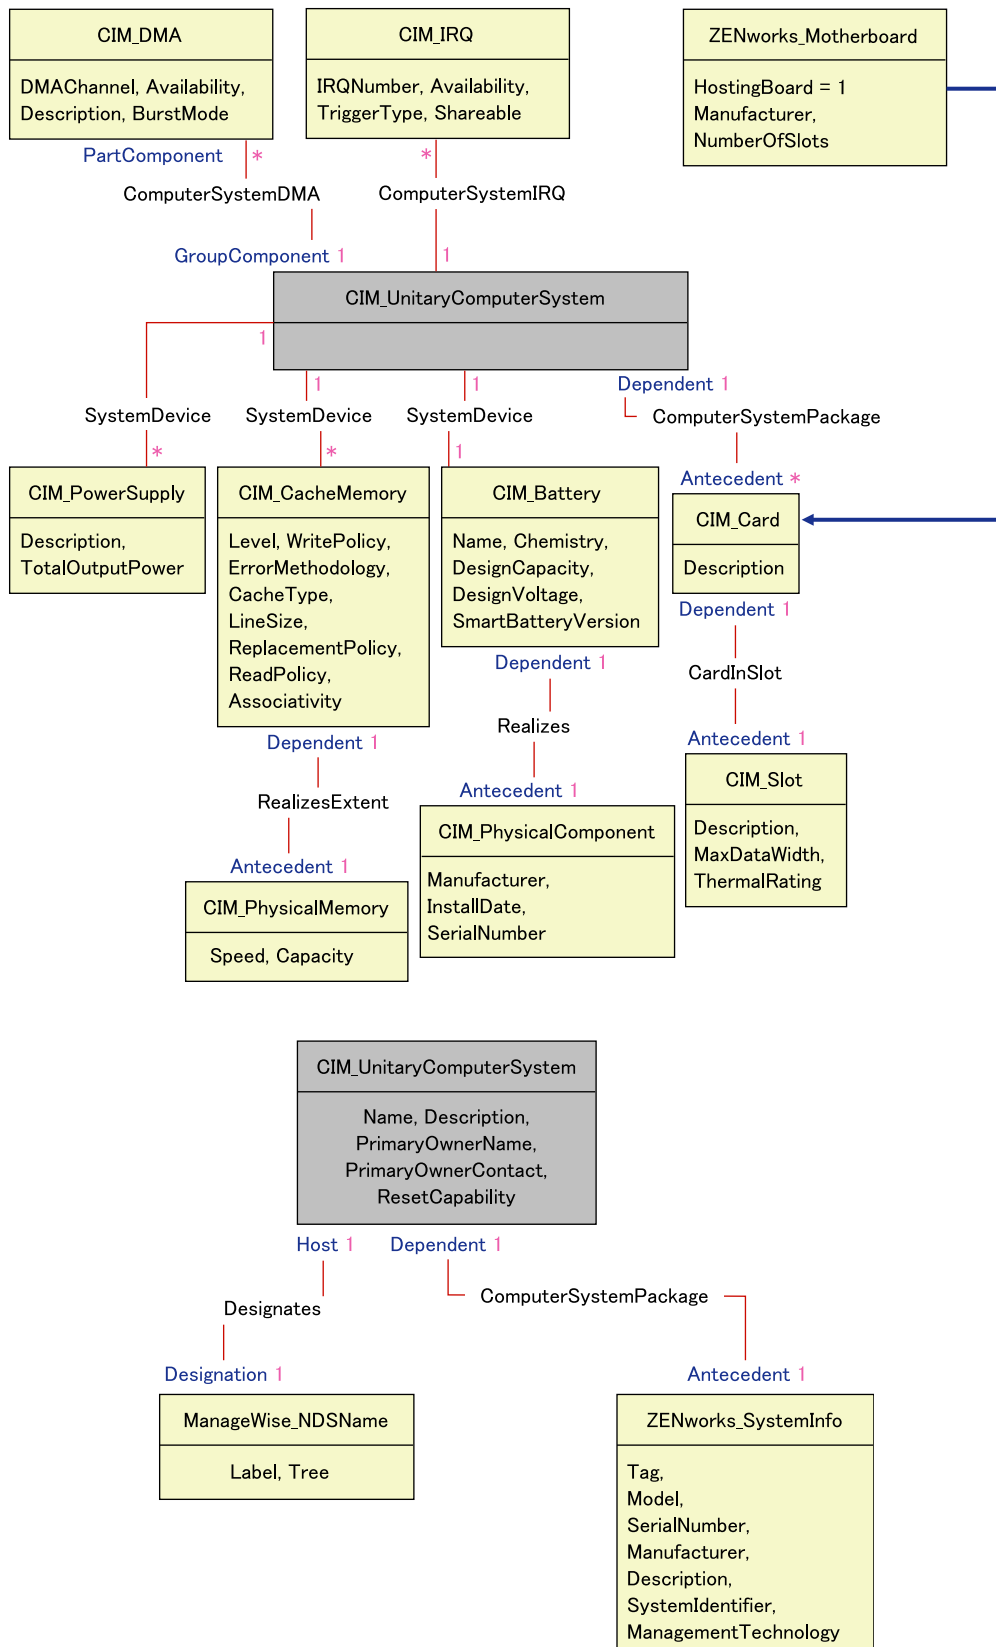 CIM_DMA
DMAChannel, Availability,
Description, BurstMode
CIM_IRQ
IRQNumber, Availability,
TriggerType, Shareable
ZENworks_Motherboard
HostingBoard = 1
Manufacturer,
NumberOfSlots
PartComponent *
*
ComputerSystemDMA
ComputerSystemIRQ
GroupComponent 1
1
CIM_UnitaryComputerSystem
1
1
1
Dependent 1
SystemDevice
SystemDevice
SystemDevice
ComputerSystemPackage
*
*
1
Antecedent *
CIM_PowerSupply
Description,
TotalOutputPower
CIM_CacheMemory
Level, WritePolicy,
ErrorMethodology,
CacheType,
LineSize,
ReplacementPolicy,
ReadPolicy,
Associativity
CIM_Battery
Name, Chemistry,
DesignCapacity,
DesignVoltage,
SmartBatteryVersion
CIM_Card
Description
Dependent 1
CardInSlot
Antecedent 1
Dependent 1
Realizes
Antecedent 1
Dependent 1
RealizesExtent
Antecedent 1
CIM_Slot
Description,
MaxDataWidth,
ThermalRating
CIM_PhysicalComponent
Manufacturer,
InstallDate,
SerialNumber
CIM_PhysicalMemory
Speed, Capacity
CIM_UnitaryComputerSystem
Name, Description,
PrimaryOwnerName,
PrimaryOwnerContact,
ResetCapability
Host 1
Dependent 1
Designates
ComputerSystemPackage
Designation 1
Antecedent 1
ManageWise_NDSName
Label, Tree
ZENworks_SystemInfo
Tag,
Model,
SerialNumber,
Manufacturer,
Description,
SystemIdentifier,
ManagementTechnology